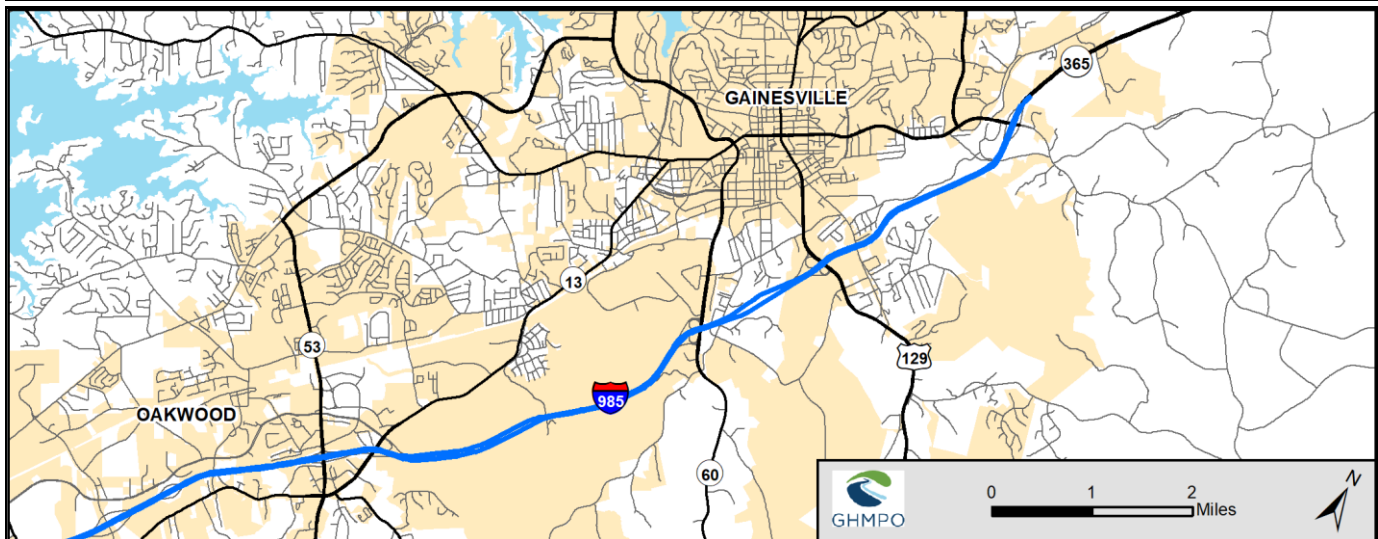 365
GAINESVILLE
13
53
129
985
OAKWOOD
60
GHMPO
0 1 2
Miles
N